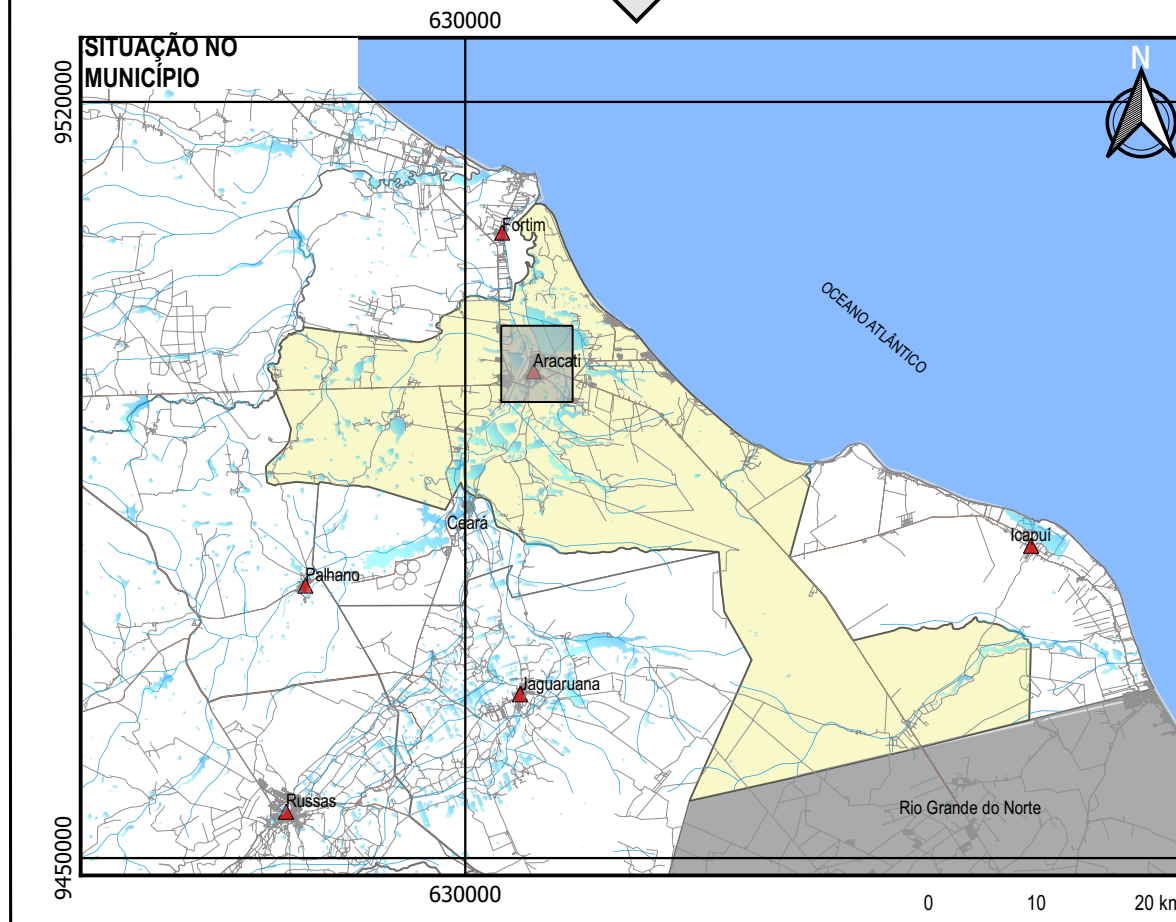 630000
SITUAÇÃO NO
MUNICÍPIO
N
9520000
Fortim
OCEANO ATLÂNTICO
Aracati
Ceará
Icapuí
Palhano
Jaguaruana
Russas
Rio Grande do Norte
9450000
630000
0 10 20 km